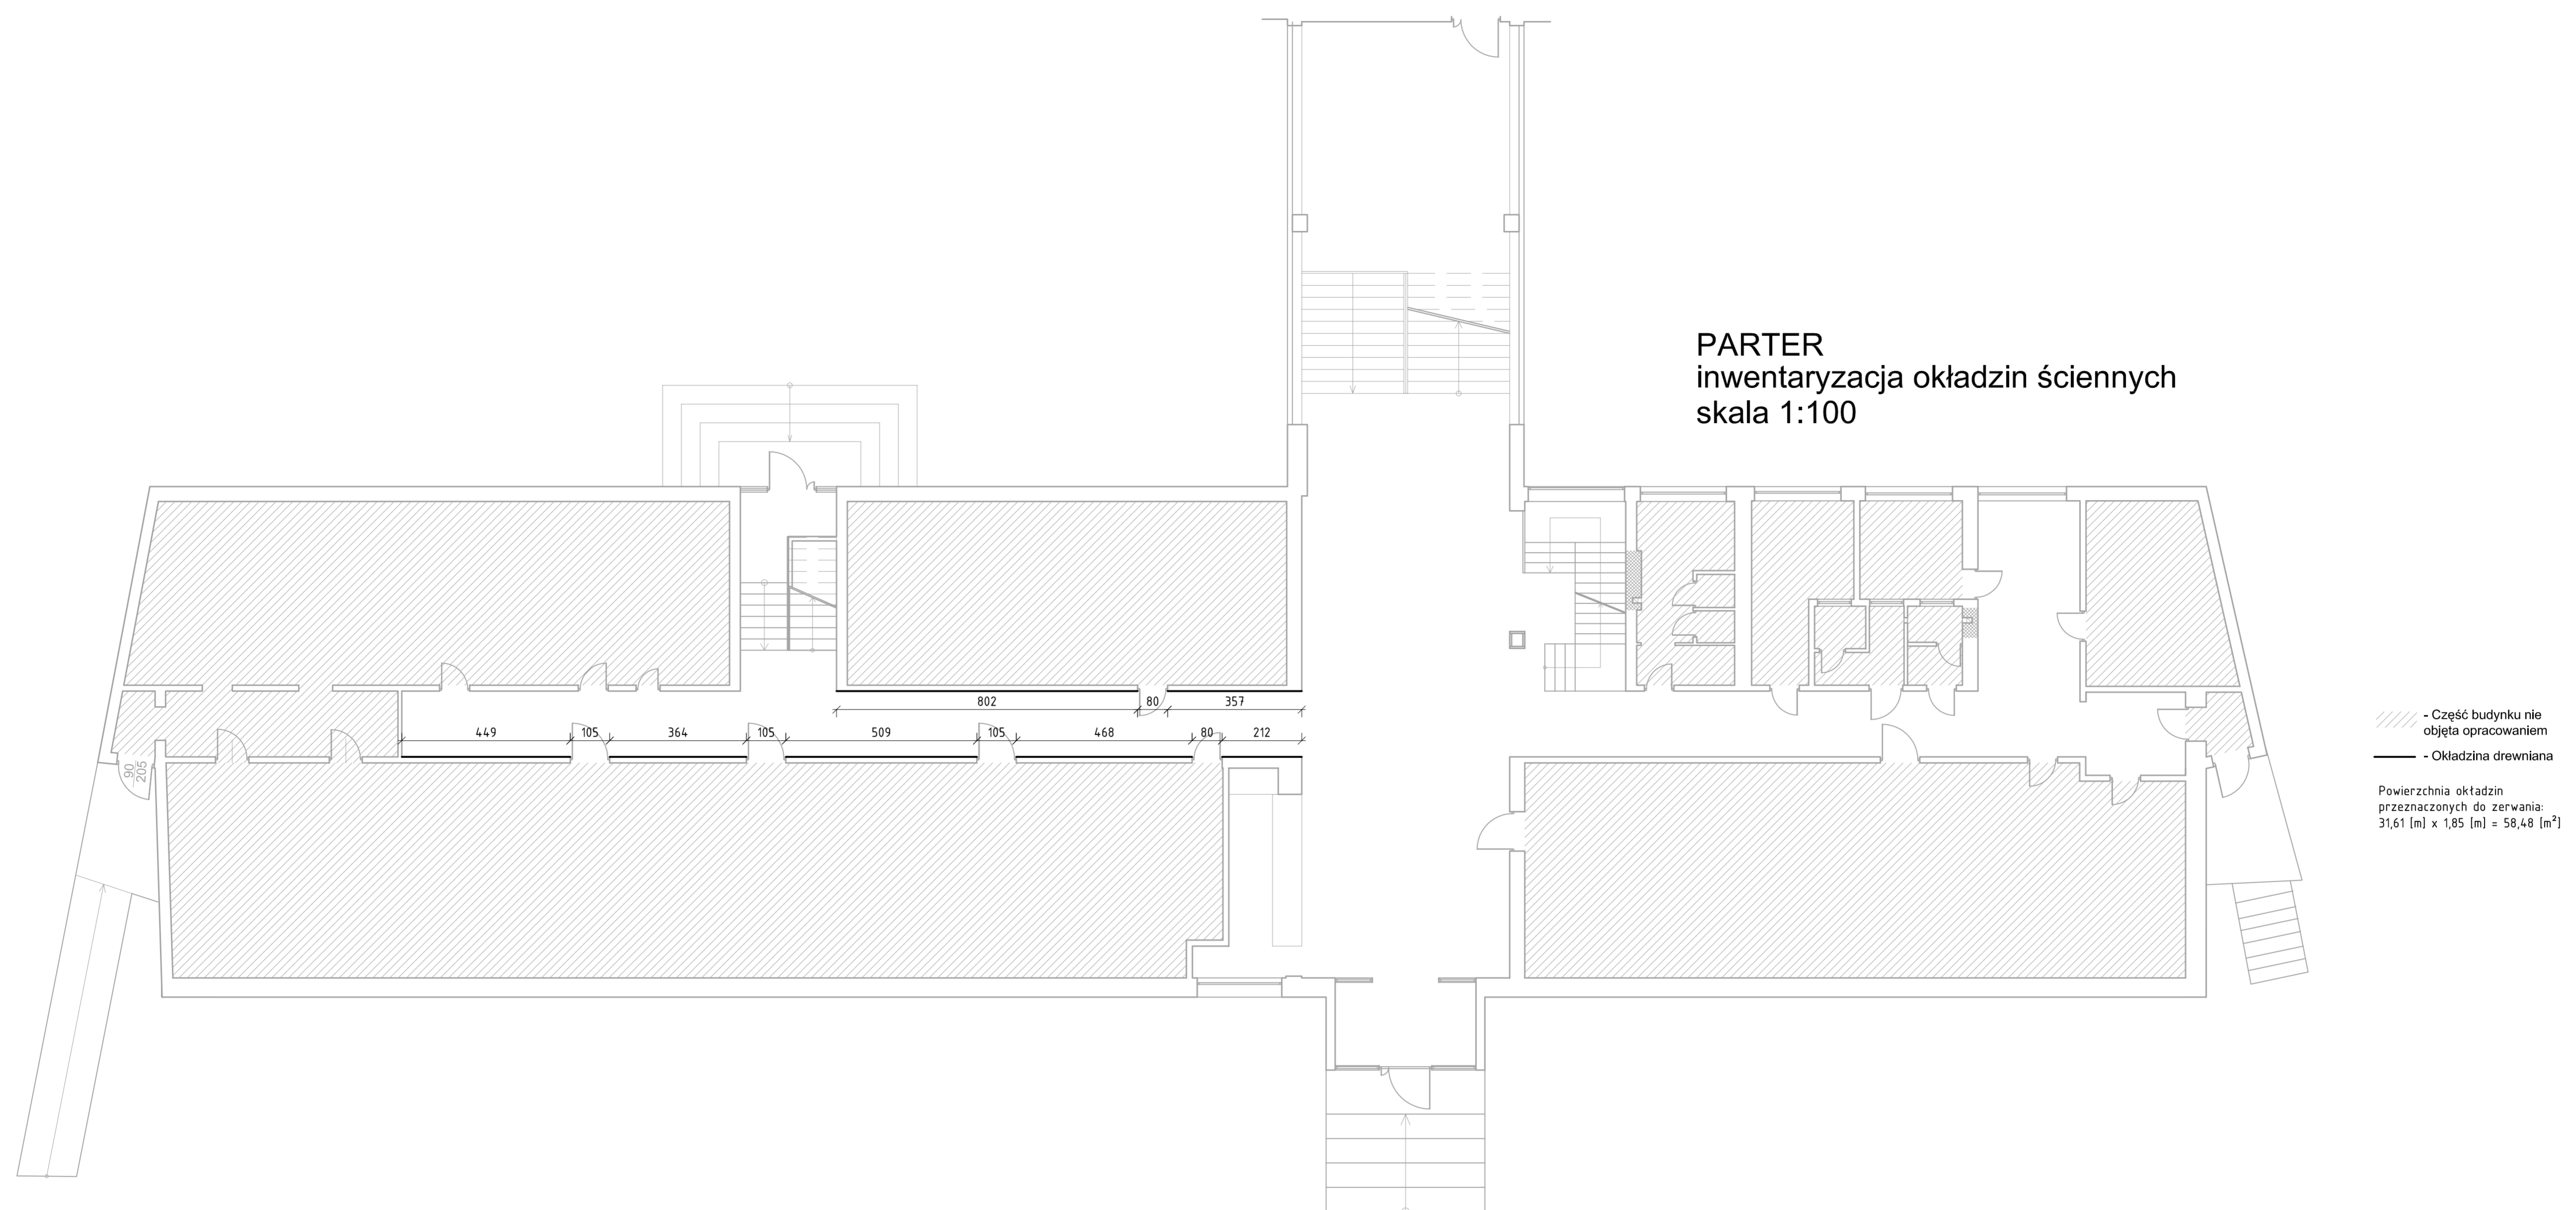 PARTER
inwentaryzacja okładzin ściennych
skala 1:100
802
80
357
449
105
364
105
509
105
468
80
212
90
205
- Część budynku nie
objęta opracowaniem
- Okładzina drewniana
Powierzchnia okładzin
przeznaczonych do zerwania:
31,61 [m] x 1,85 [m] = 58,48 [m²]